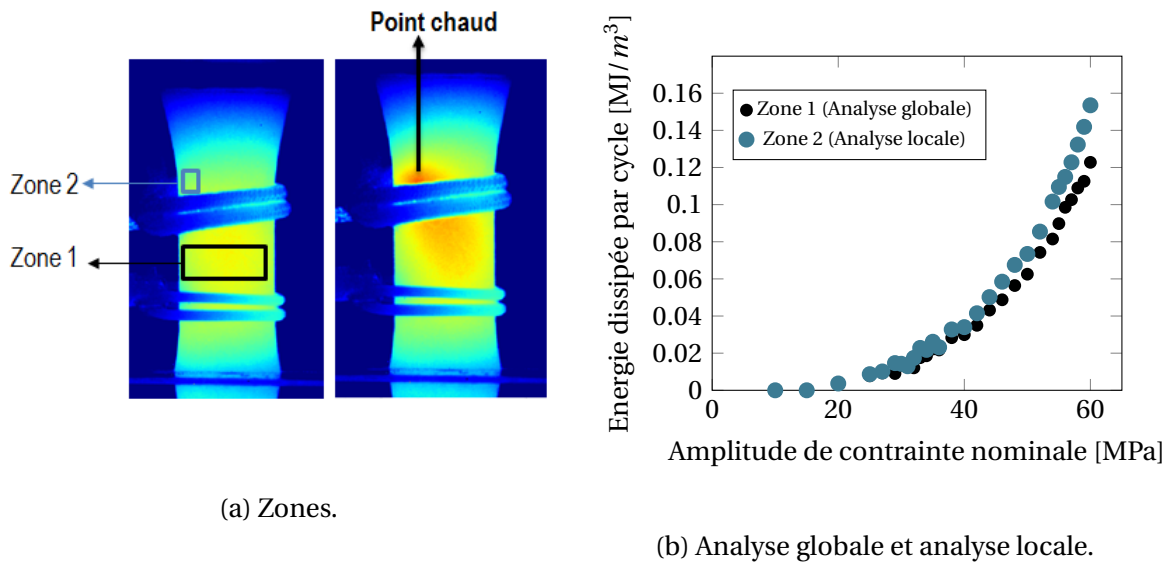 Point chaud
Zone 2
Zone 1
(a) Zones.
Energie dissipée par cycle [MJ/m³]
0.16
0.14
0.12
0.1
0.08
0.06
0.04
0.02
0
Zone 1 (Analyse globale)
Zone 2 (Analyse locale)
0 20 40 60
Amplitude de contrainte nominale [MPa]
(b) Analyse globale et analyse locale.